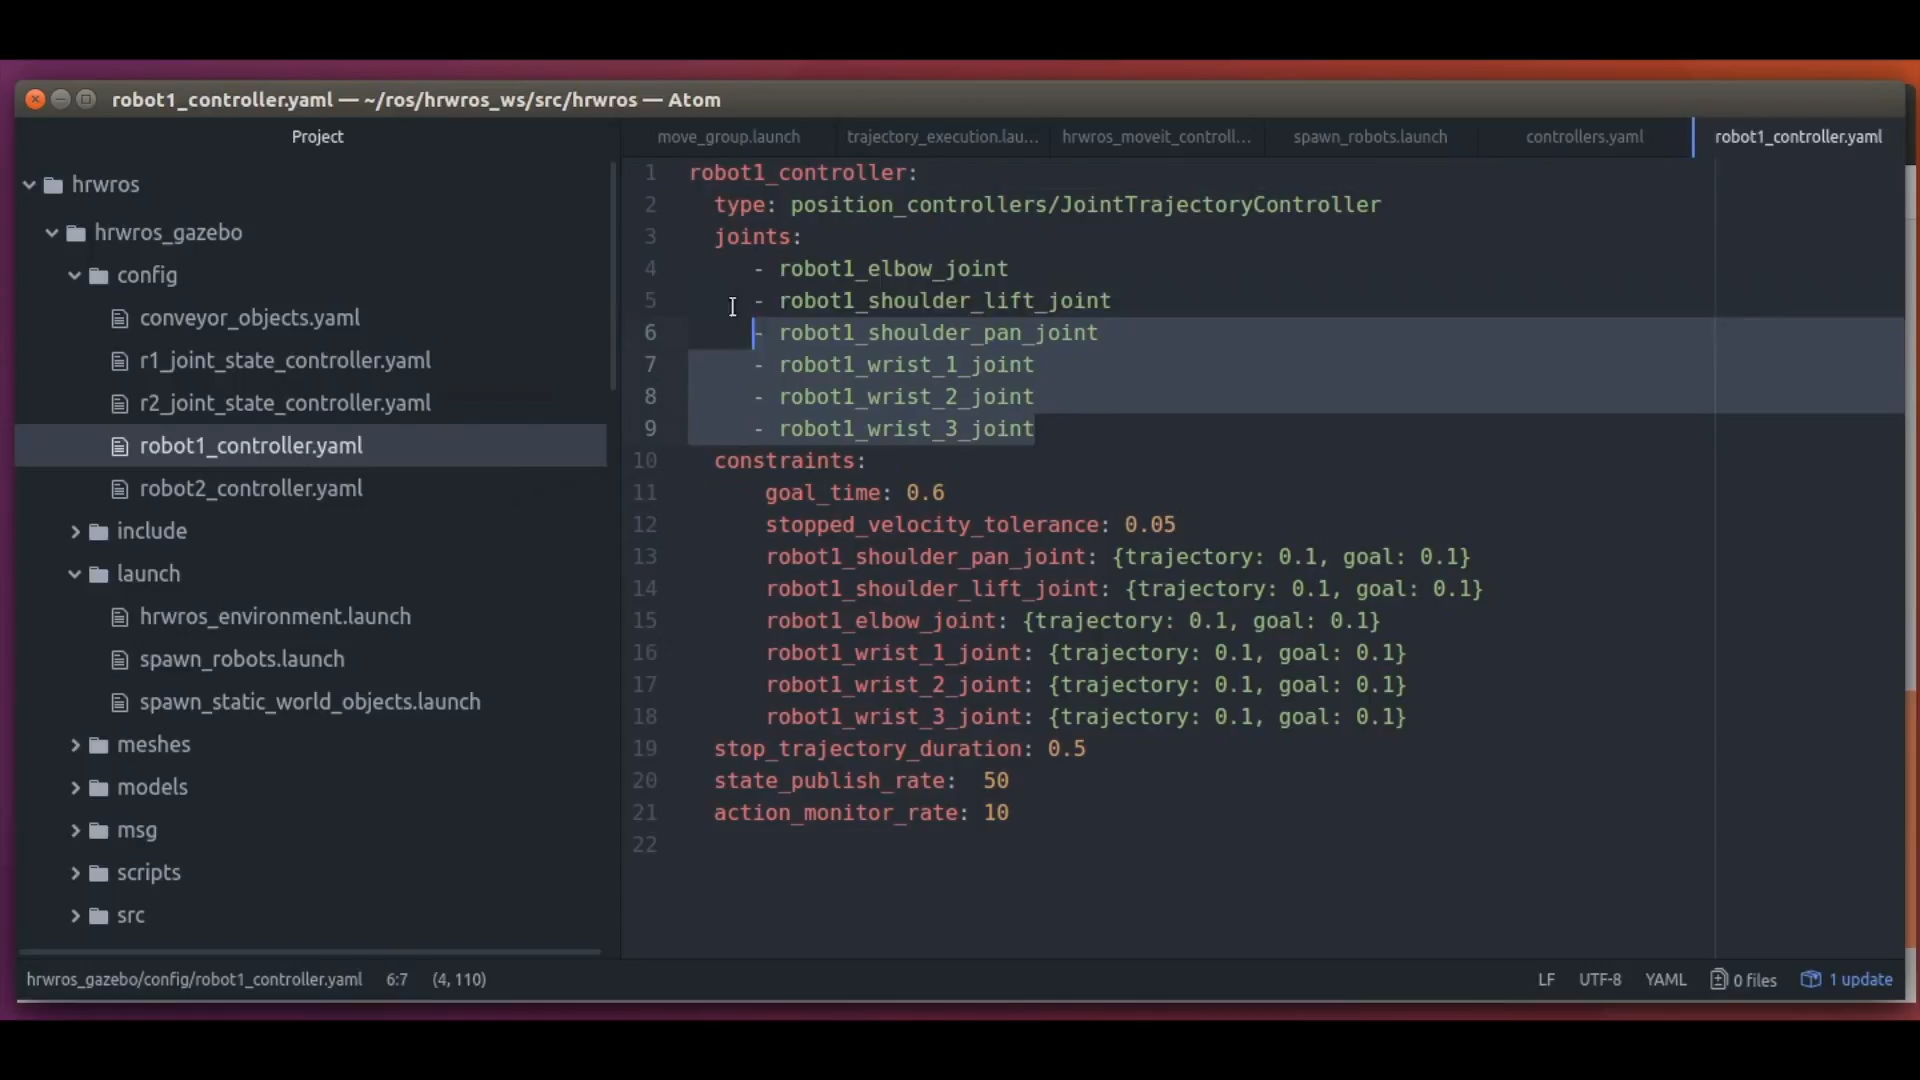 robot1_controller.yaml — ~/ros/hrwros_ws/src/hrwros — Atom
Project
hrwros
hrwros_gazebo
config
conveyor_objects.yaml
r1_joint_state_controller.yaml
r2_joint_state_controller.yaml
robot1_controller.yaml
robot2_controller.yaml
include
launch
hrwros_environment.launch
spawn_robots.launch
spawn_static_world_objects.launch
meshes
models
msg
scripts
src
move_group.launch
trajectory_execution.lau...
hrwros_moveit_controll...
spawn_robots.launch
controllers.yaml
robot1_controller.yaml
1 robot1_controller:
2 type: position_controllers/JointTrajectoryController
3 joints:
4 - robot1_elbow_joint
5 - robot1_shoulder_lift_joint
6 - robot1_shoulder_pan_joint
7 - robot1_wrist_1_joint
8 - robot1_wrist_2_joint
9 - robot1_wrist_3_joint
10 constraints:
11 goal_time: 0.6
12 stopped_velocity_tolerance: 0.05
13 robot1_shoulder_pan_joint: {trajectory: 0.1, goal: 0.1}
14 robot1_shoulder_lift_joint: {trajectory: 0.1, goal: 0.1}
15 robot1_elbow_joint: {trajectory: 0.1, goal: 0.1}
16 robot1_wrist_1_joint: {trajectory: 0.1, goal: 0.1}
17 robot1_wrist_2_joint: {trajectory: 0.1, goal: 0.1}
18 robot1_wrist_3_joint: {trajectory: 0.1, goal: 0.1}
19 stop_trajectory_duration: 0.5
20 state_publish_rate:  50
21 action_monitor_rate: 10
22
hrwros_gazebo/config/robot1_controller.yaml 6:7 (4, 110) LF UTF-8 YAML 0 files 1 update